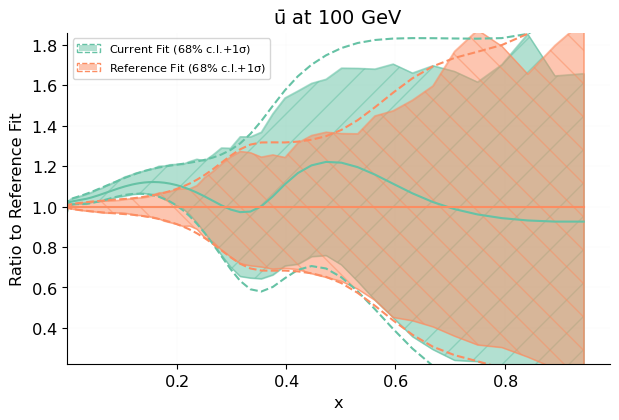 ū at 100 GeV
Current Fit (68% c.l.+1σ)
Reference Fit (68% c.l.+1σ)
Ratio to Reference Fit
1.8
1.6
1.4
1.2
1.0
0.8
0.6
0.4
0.2 0.4 0.6 0.8
x